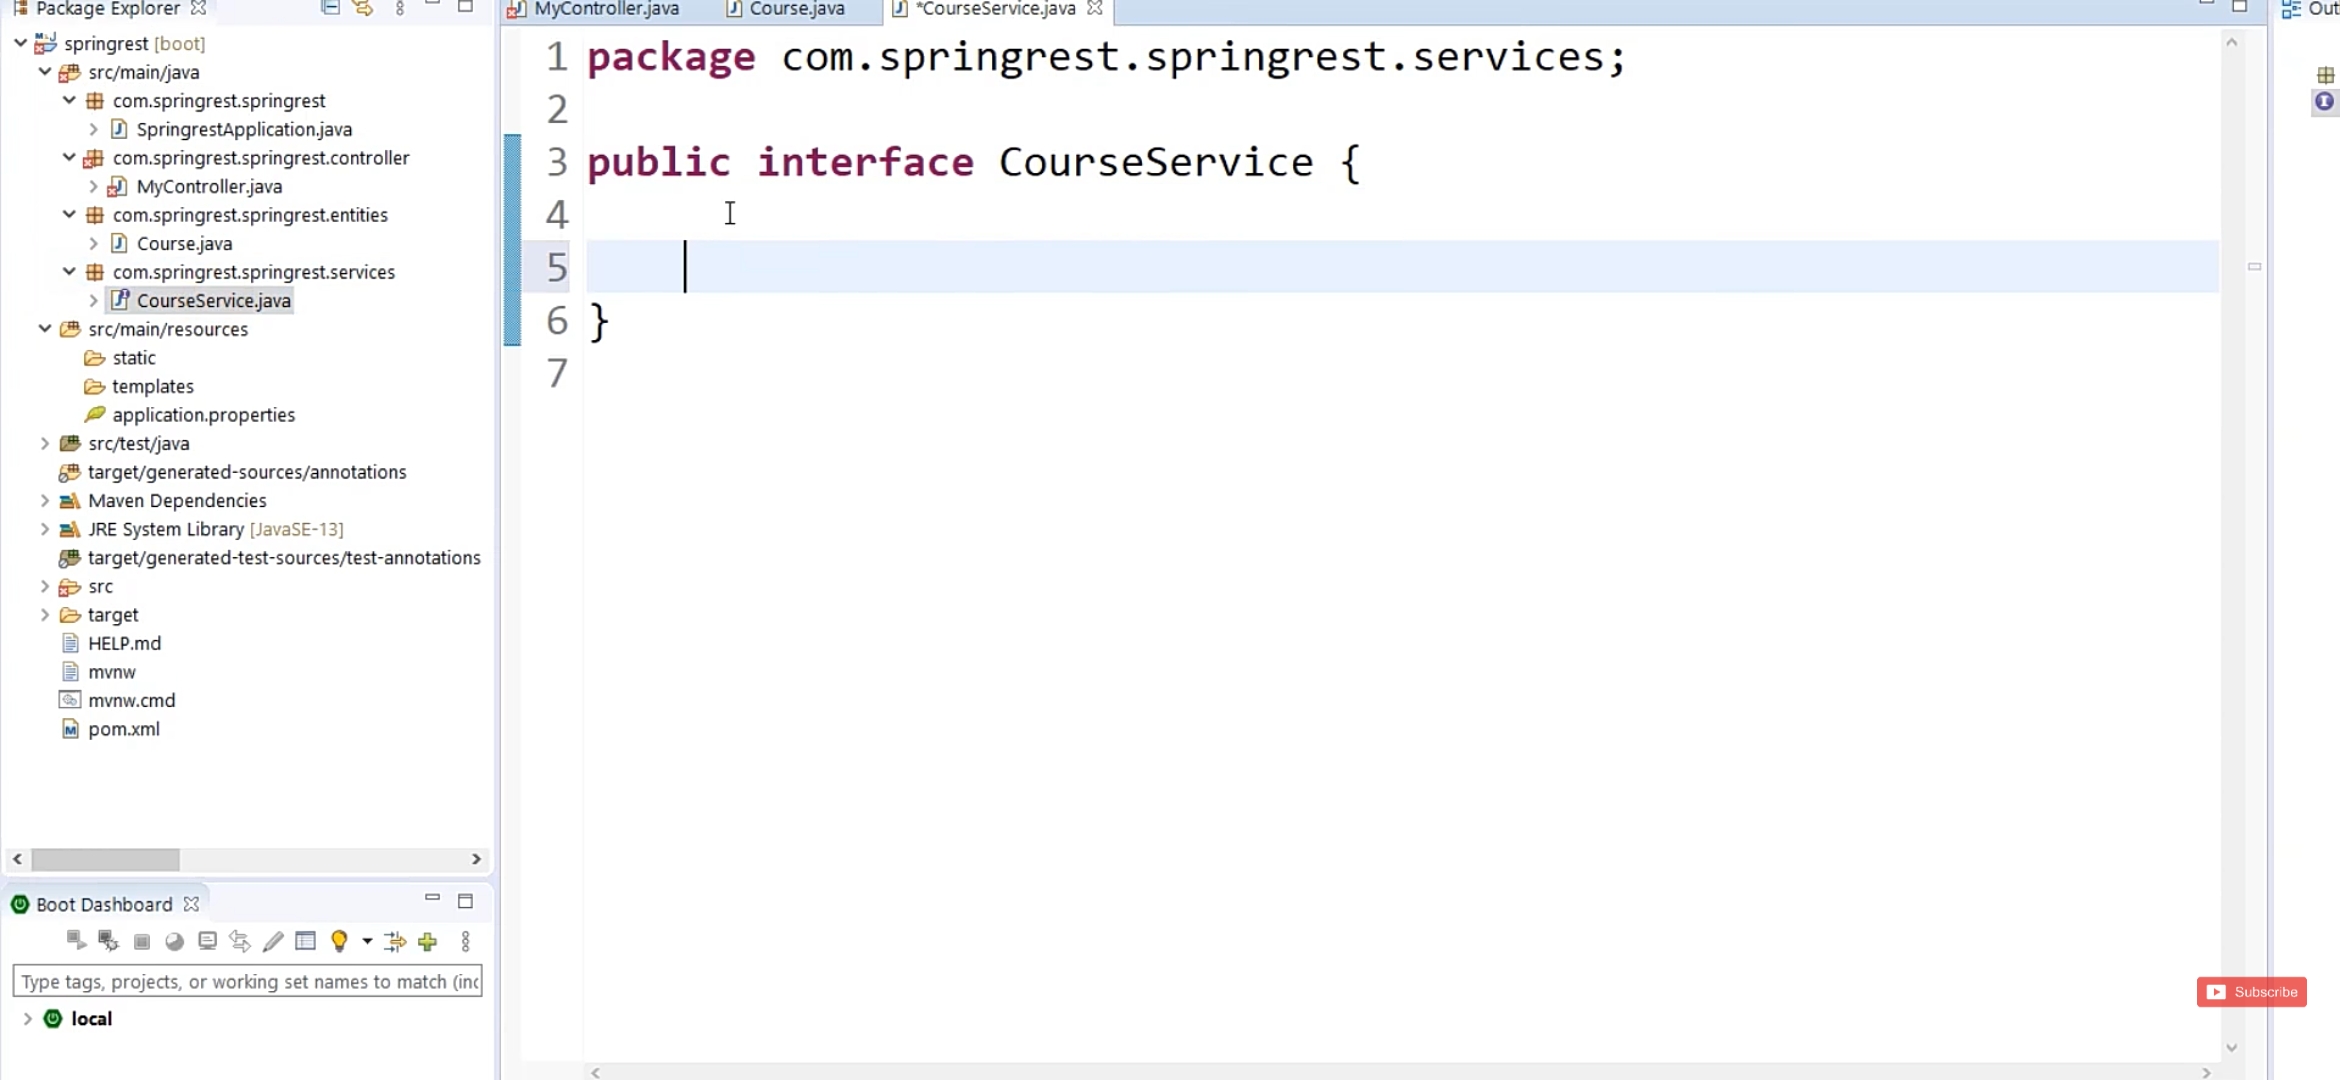 Package Explorer
springrest [boot]
src/main/java
com.springrest.springrest
SpringrestApplication.java
com.springrest.springrest.controller
MyController.java
com.springrest.springrest.entities
Course.java
com.springrest.springrest.services
CourseService.java
src/main/resources
static
templates
application.properties
src/test/java
target/generated-sources/annotations
Maven Dependencies
JRE System Library [JavaSE-13]
target/generated-test-sources/test-annotations
src
target
HELP.md
mvnw
mvnw.cmd
pom.xml
Boot Dashboard
Type tags, projects, or working set names to match (inc
local
MyController.java
Course.java
*CourseService.java
1 package com.springrest.springrest.services;
2
3 public interface CourseService {
4
5
6 }
7
Out
Subscribe